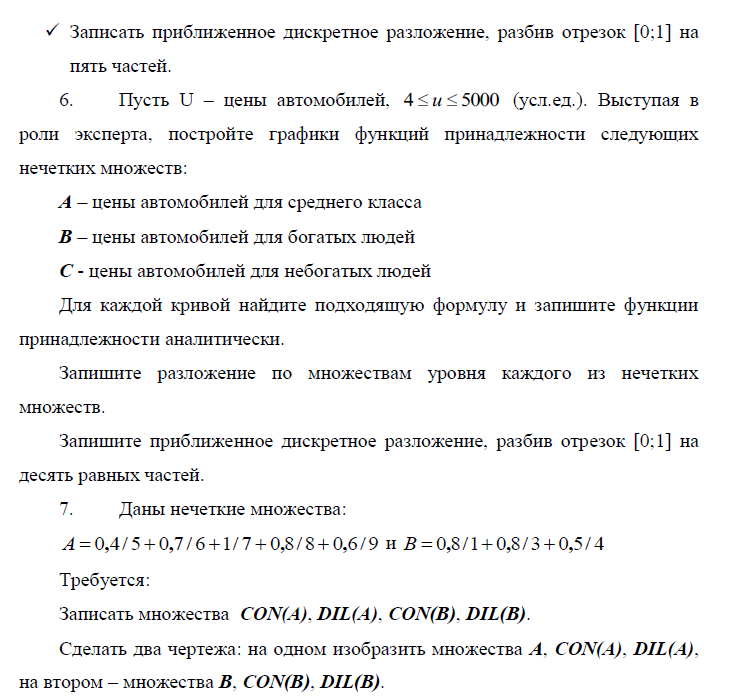 ✓ Записать приближенное дискретное разложение, разбив отрезок [0;1] на
пять частей.
6. Пусть U – цены автомобилей, 4 ≤ u ≤ 5000 (усл.ед.). Выступая в
роли эксперта, постройте графики функций принадлежности следующих
нечетких множеств:
A – цены автомобилей для среднего класса
B – цены автомобилей для богатых людей
C - цены автомобилей для небогатых людей
Для каждой кривой найдите подходящую формулу и запишите функции
принадлежности аналитически.
Запишите разложение по множествам уровня каждого из нечетких
множеств.
Запишите приближенное дискретное разложение, разбив отрезок [0;1] на
десять равных частей.
7. Даны нечеткие множества:
A = 0,4/5 + 0,7/6 + 1/7 + 0,8/8 + 0,6/9 и B = 0,8/1 + 0,8/3 + 0,5/4
Требуется:
Записать множества CON(A), DIL(A), CON(B), DIL(B).
Сделать два чертежа: на одном изобразить множества A, CON(A), DIL(A),
на втором – множества B, CON(B), DIL(B).